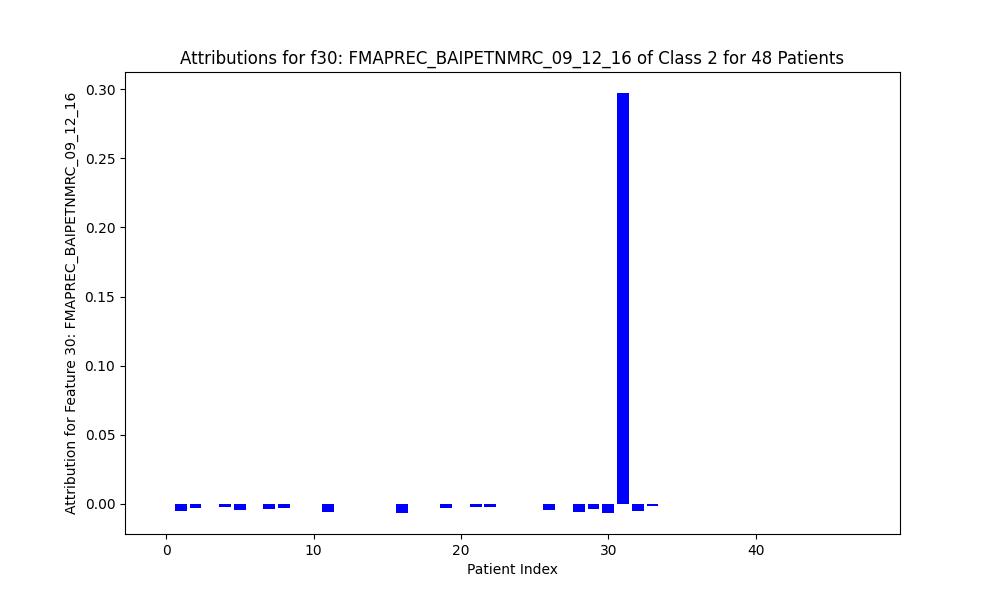 Attributions for f30: FMAPREC_BAIPETNMRC_09_12_16 of Class 2 for 48 Patients
Attribution for Feature 30: FMAPREC_BAIPETNMRC_09_12_16
0.30
0.25
0.20
0.15
0.10
0.05
0.00
0 10 20 30 40
Patient Index